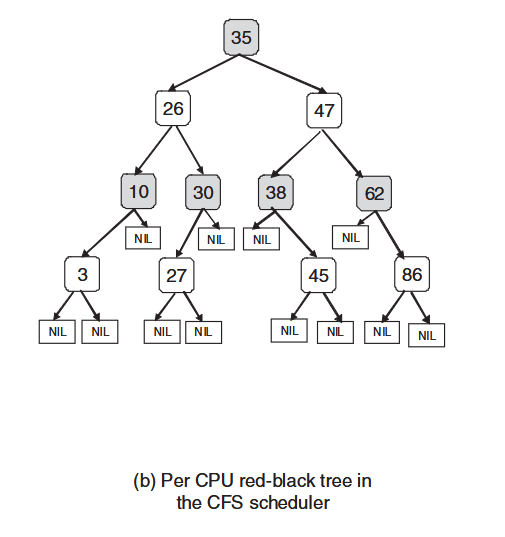 35
26
47
10
30
38
62
NIL
NIL
NIL
NIL
3
27
45
86
NIL
NIL
NIL
NIL
NIL
NIL
NIL
NIL
(b) Per CPU red-black tree in
the CFS scheduler